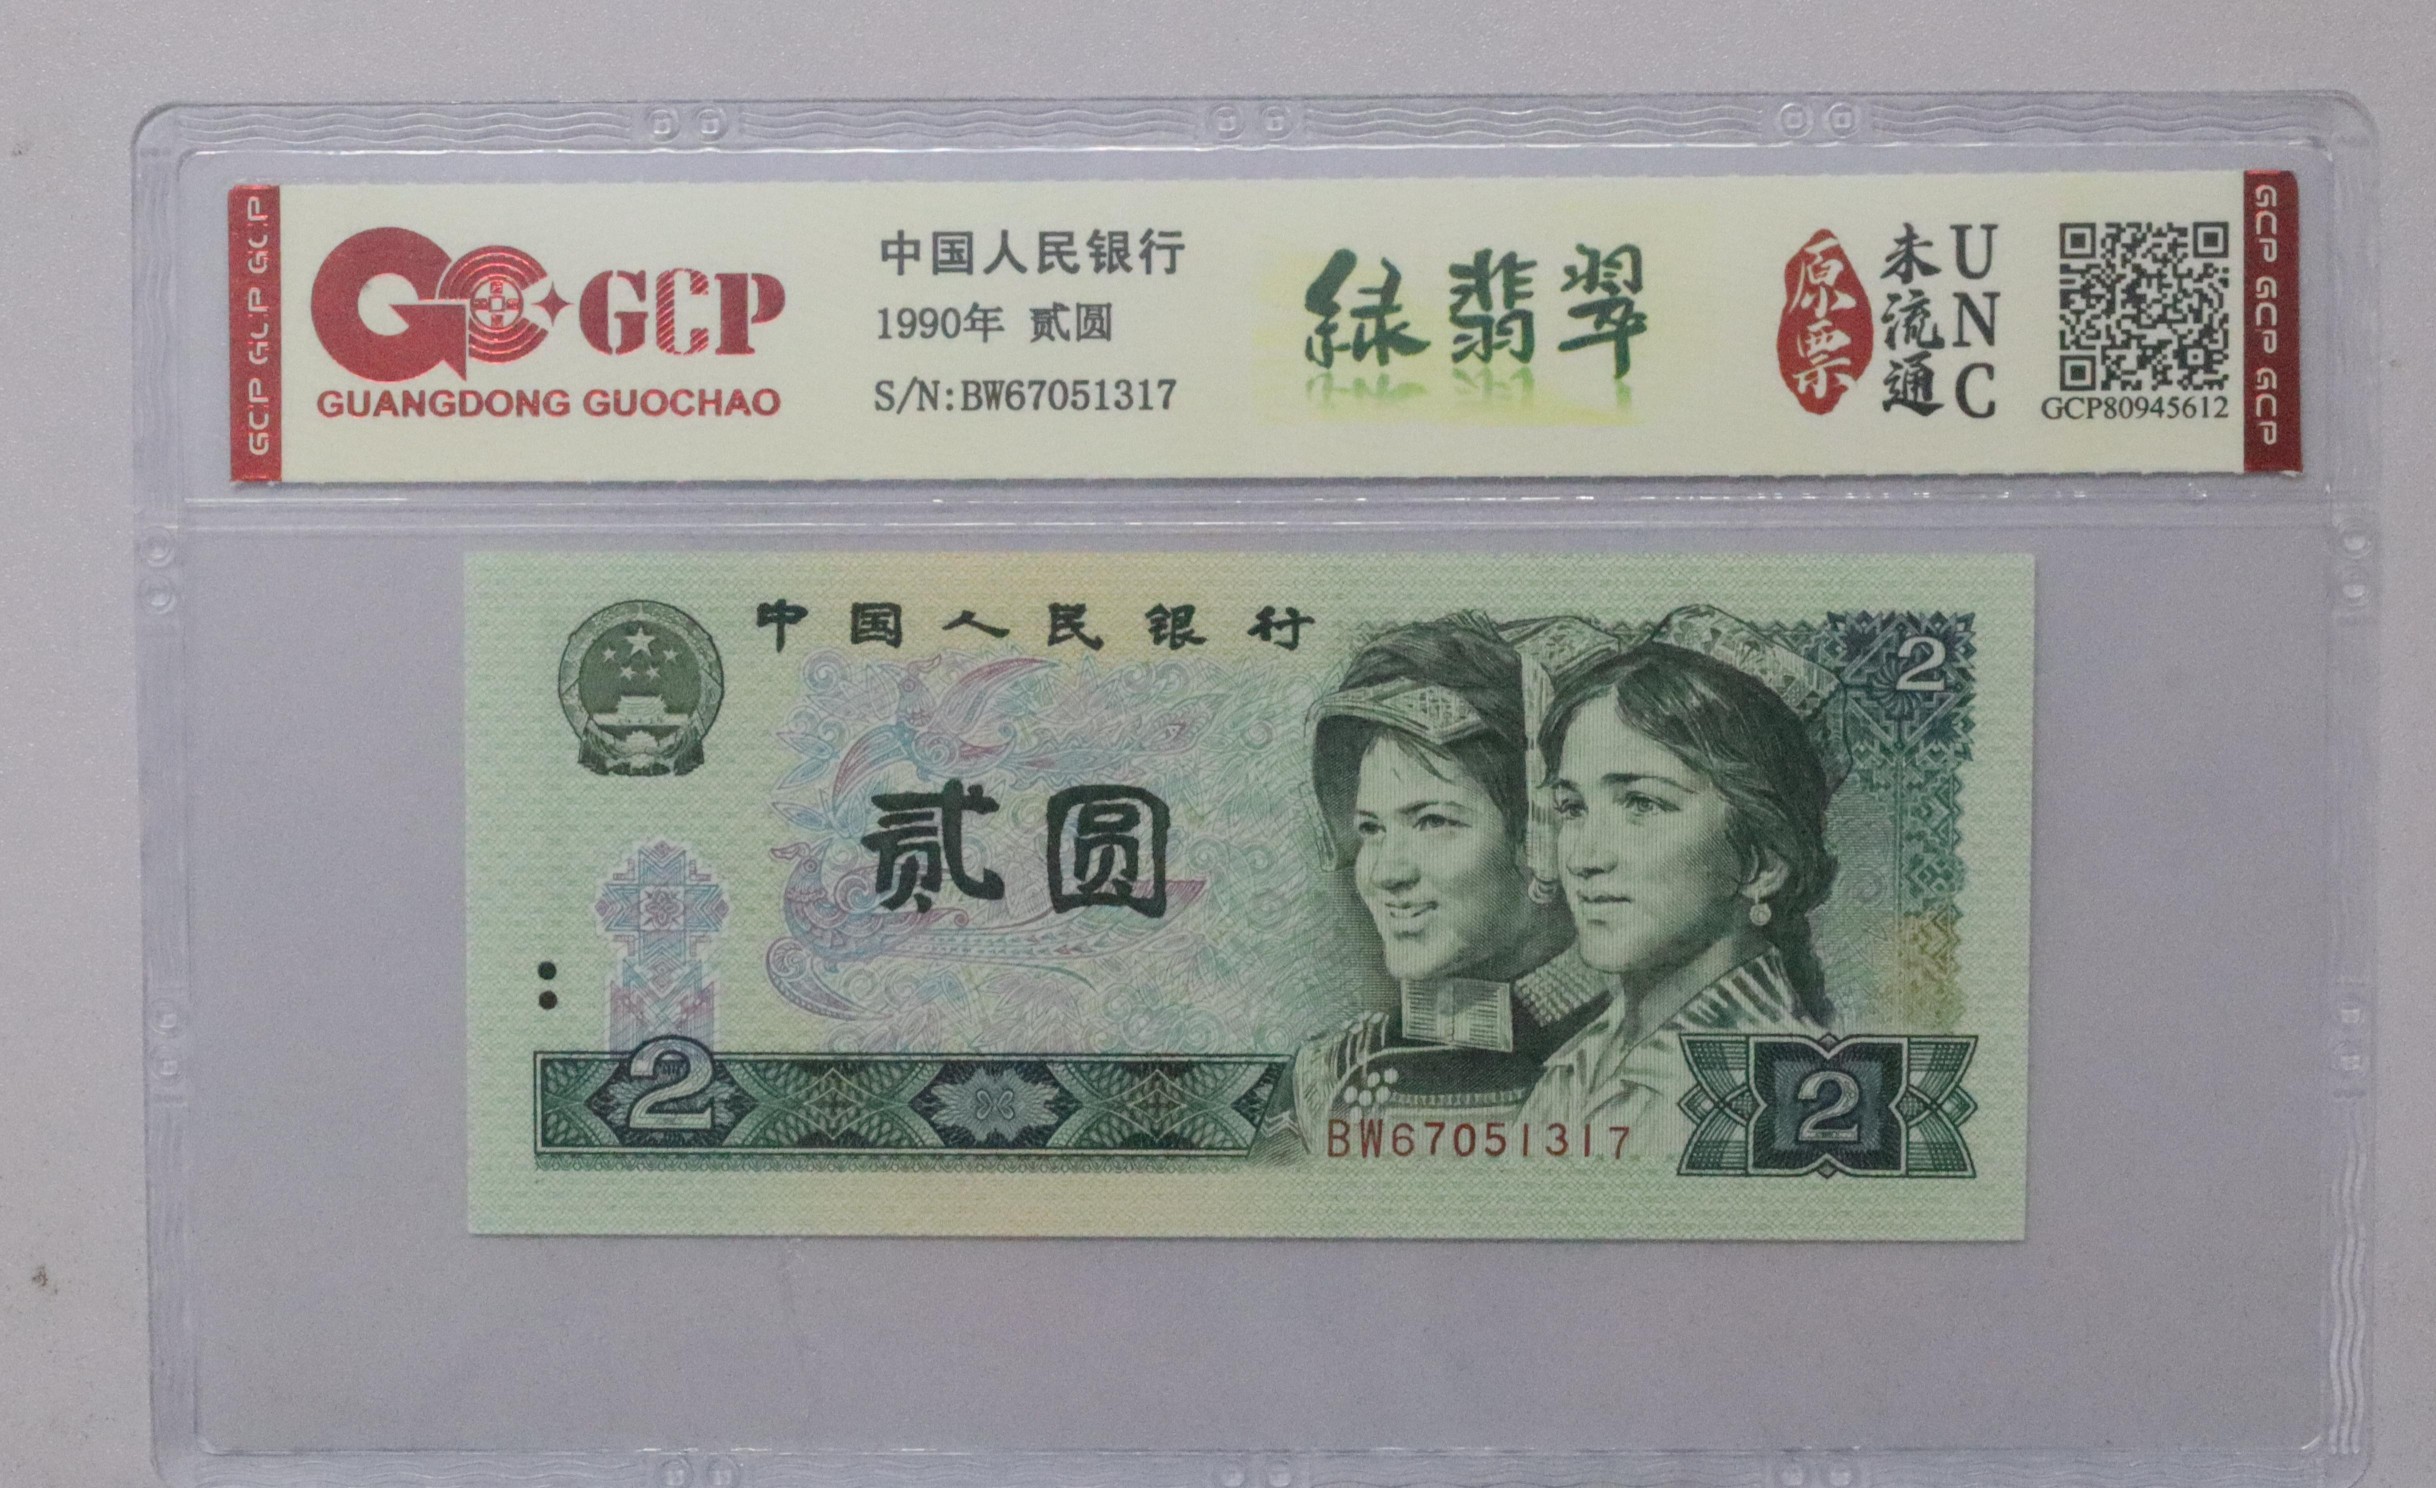 GCP GCP GCP
GCP
GUANGDONG GUOCHAO
中国人民银行
1990年 贰圆
S/N:BW67051317
绿翡翠
原票
未流通
UNC
GCP80945612
GCP GCP GCP
中国人民银行
2
贰圆
2
BW67051317
2